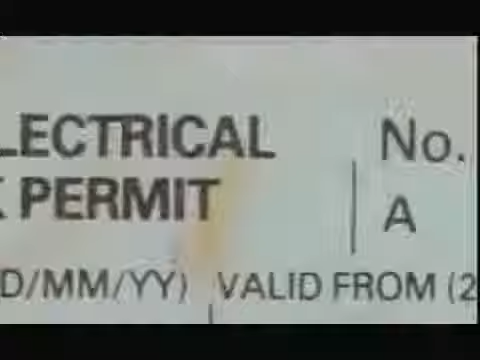 LECTRICAL
PERMIT
No.
A
D/MM/YY)
VALID FROM (2